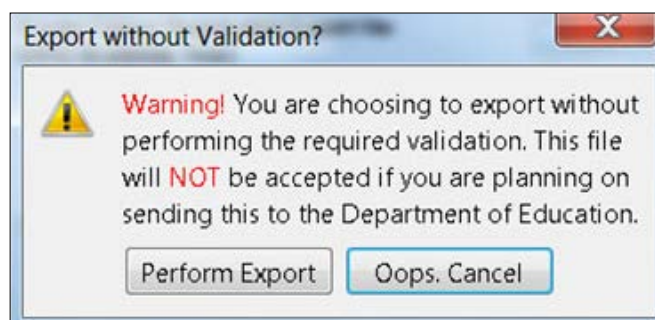 Export without Validation?
Warning! You are choosing to export without
performing the required validation. This file
will NOT be accepted if you are planning on
sending this to the Department of Education.
Perform Export
Oops. Cancel